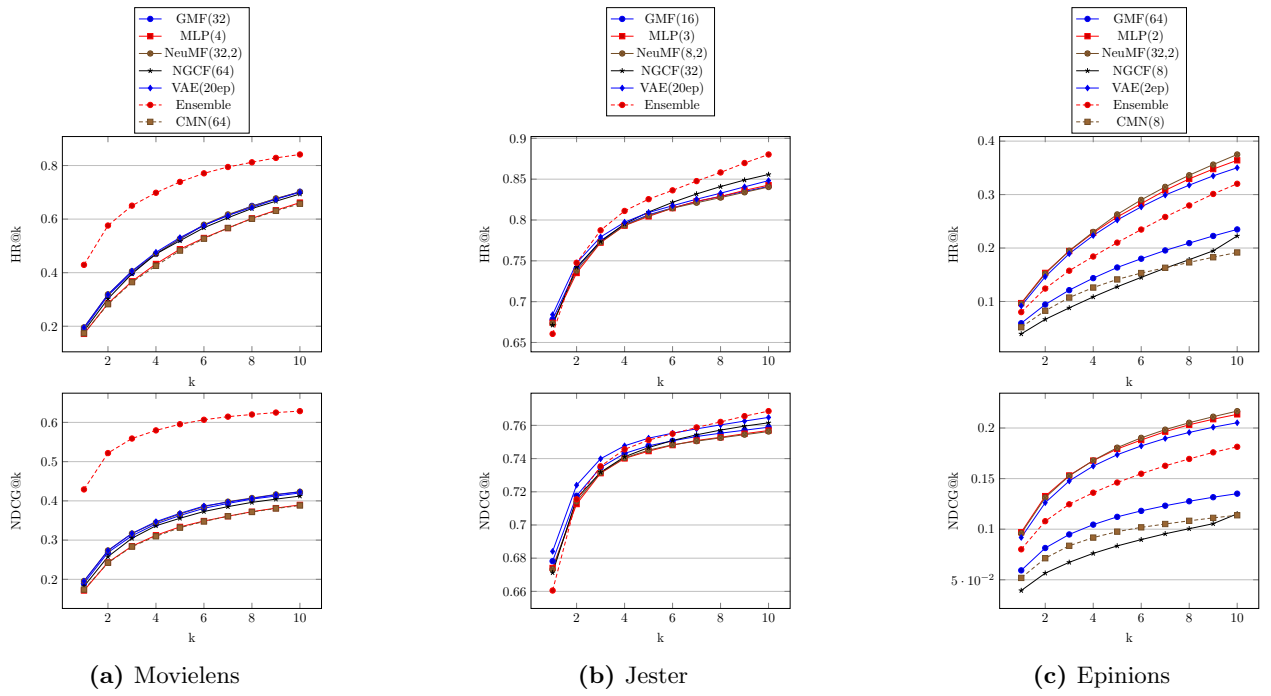 GMF(32)
MLP(4)
NeuMF(32,2)
NGCF(64)
VAE(20ep)
Ensemble
CMN(64)
GMF(16)
MLP(3)
NeuMF(8,2)
NGCF(32)
VAE(20ep)
Ensemble
GMF(64)
MLP(2)
NeuMF(32,2)
NGCF(8)
VAE(2ep)
Ensemble
CMN(8)
HR@k
0.8
0.6
0.4
0.2
2 4 6 8 10
k
HR@k
0.9
0.85
0.8
0.75
0.7
0.65
2 4 6 8 10
k
HR@k
0.4
0.3
0.2
0.1
2 4 6 8 10
k
NDCG@k
0.6
0.5
0.4
0.3
0.2
2 4 6 8 10
k
NDCG@k
0.76
0.74
0.72
0.7
0.68
0.66
2 4 6 8 10
k
NDCG@k
0.2
0.15
0.1
5 · 10⁻²
2 4 6 8 10
k
(a) Movielens
(b) Jester
(c) Epinions